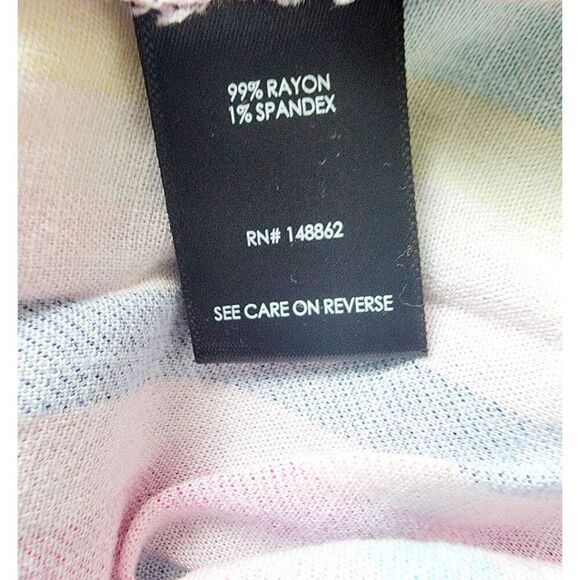 99% RAYON
1% SPANDEX
RN# 148862
SEE CARE ON REVERSE